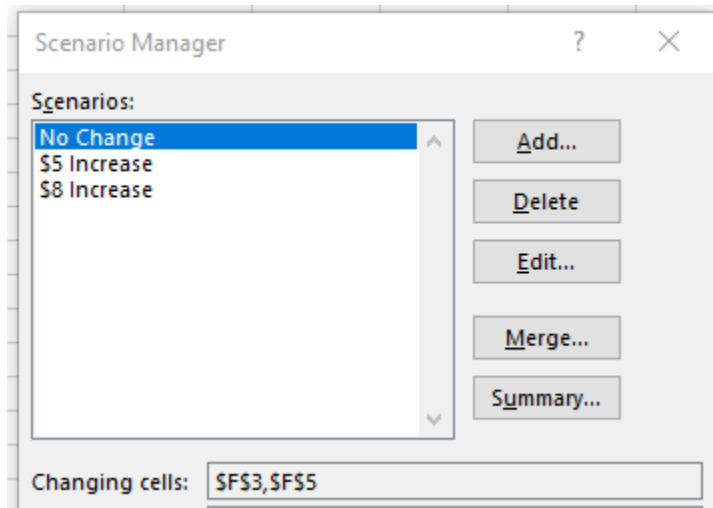 Scenario Manager ? ×
Scenarios:
No Change
$5 Increase
$8 Increase
Add...
Delete
Edit...
Merge...
Summary...
Changing cells: $F$3,$F$5